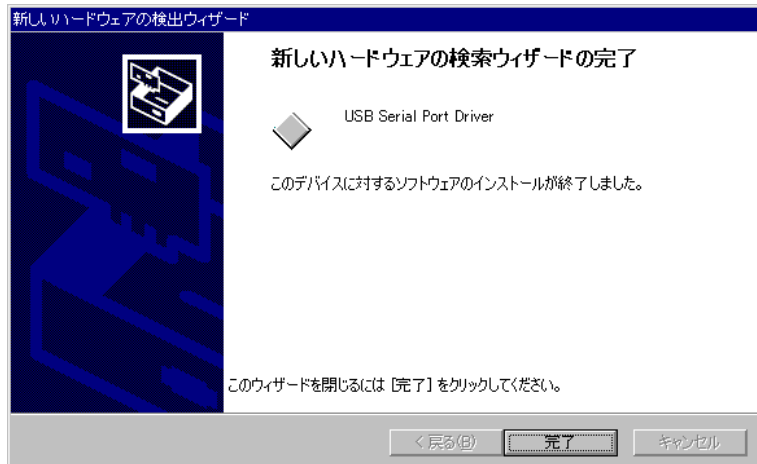 新しいハードウェアの検出ウィザード
新しいハードウェアの検索ウィザードの完了
USB Serial Port Driver
このデバイスに対するソフトウェアのインストールが終了しました。
このウィザードを閉じるには [完了] をクリックしてください。
< 戻る(B)
完了
キャンセル